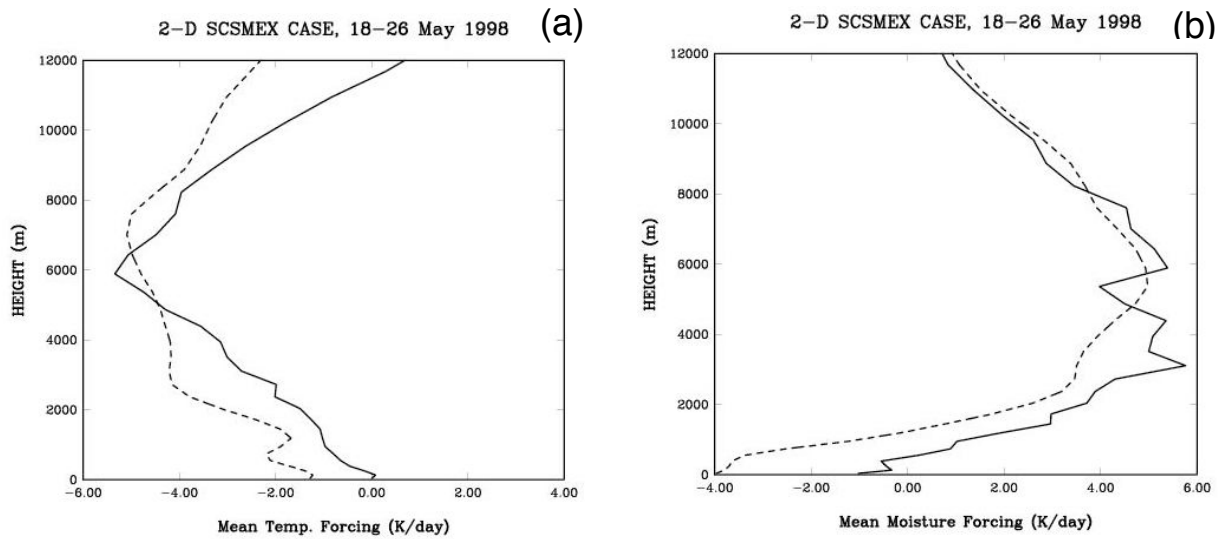 2-D SCSMEX CASE, 18-26 May 1998 (a)
12000
10000
8000
6000
4000
2000
0
HEIGHT (m)
-6.00 -4.00 -2.00 0.00 2.00 4.00
Mean Temp. Forcing (K/day)
2-D SCSMEX CASE, 18-26 May 1998 (b)
12000
10000
8000
6000
4000
2000
0
HEIGHT (m)
-4.00 -2.00 0.00 2.00 4.00 6.00
Mean Moisture Forcing (K/day)